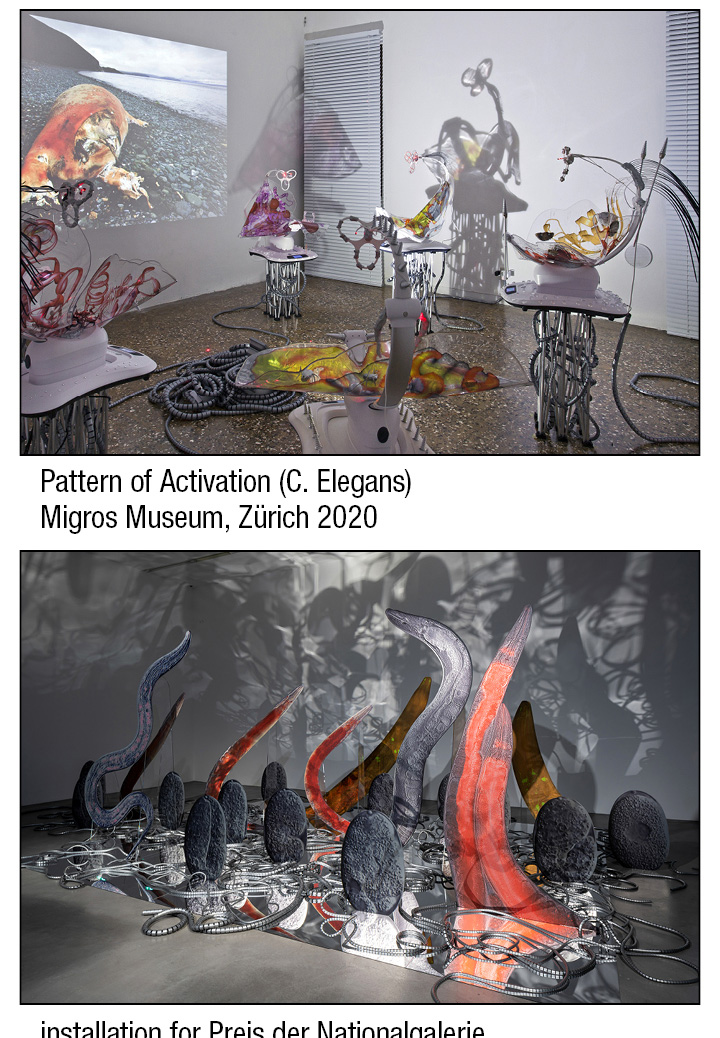 Pattern of Activation (C. Elegans)
Migros Museum, Zürich 2020
installation for Preis der Nationalgalerie